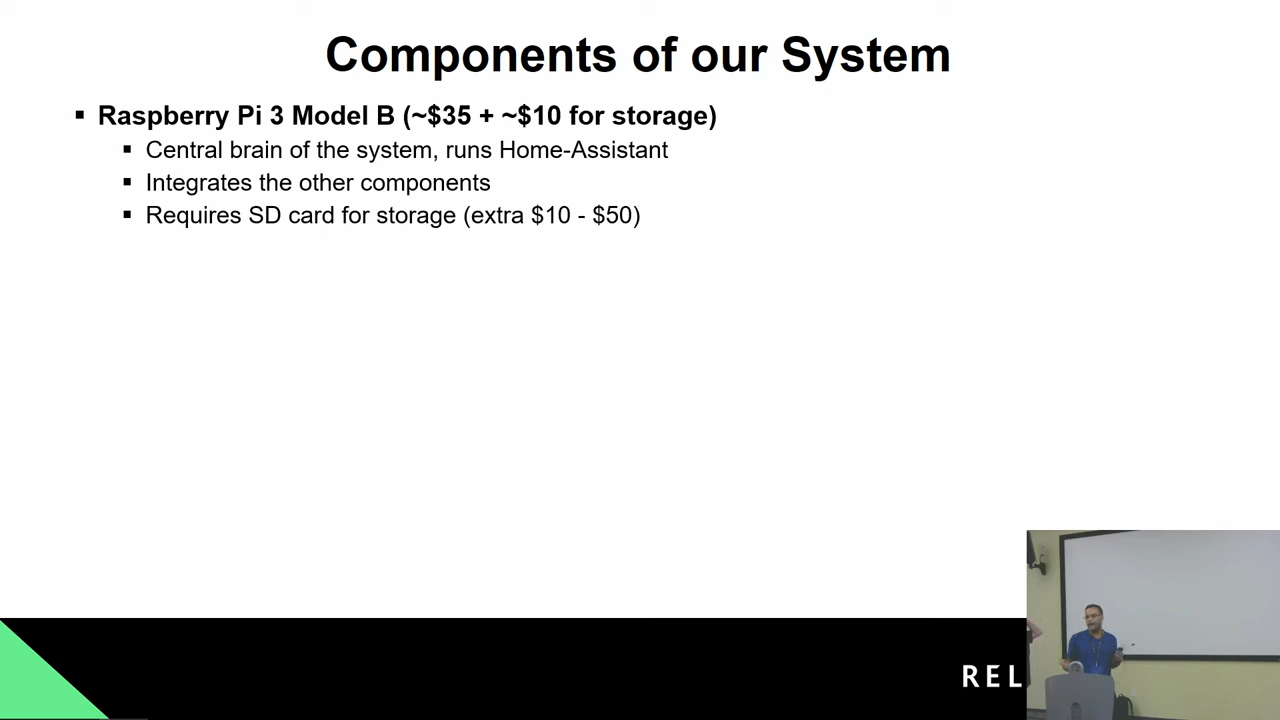 Components of our System
▪ Raspberry Pi 3 Model B (~$35 + ~$10 for storage)
▪ Central brain of the system, runs Home-Assistant
▪ Integrates the other components
▪ Requires SD card for storage (extra $10 - $50)
REL